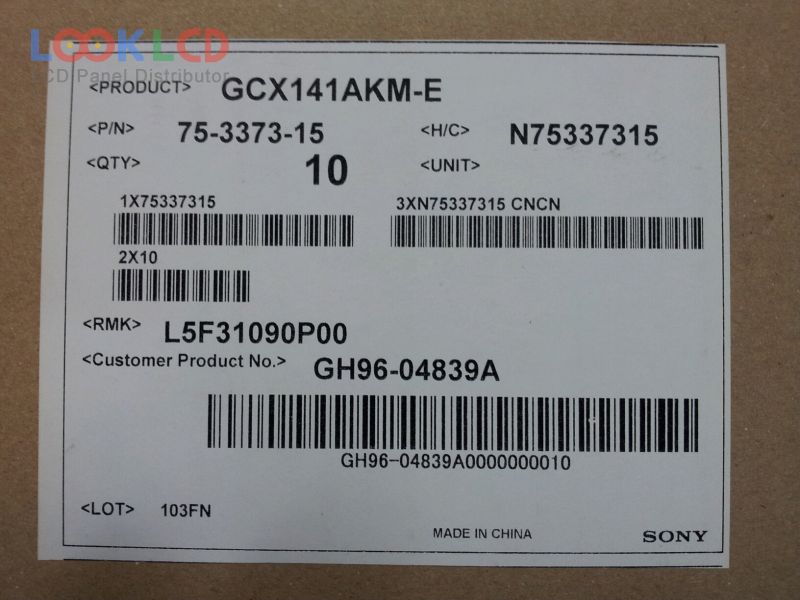 LOOKLCD
LCD Panel Distributor
<PRODUCT> GCX141AKM-E
<P/N> 75-3373-15 <H/C> N75337315
<QTY> 10 <UNIT>
1X75337315 3XN75337315 CNCN
2X10
<RMK> L5F31090P00
<Customer Product No.> GH96-04839A
GH96-04839A0000000010
<LOT> 103FN
MADE IN CHINA SONY